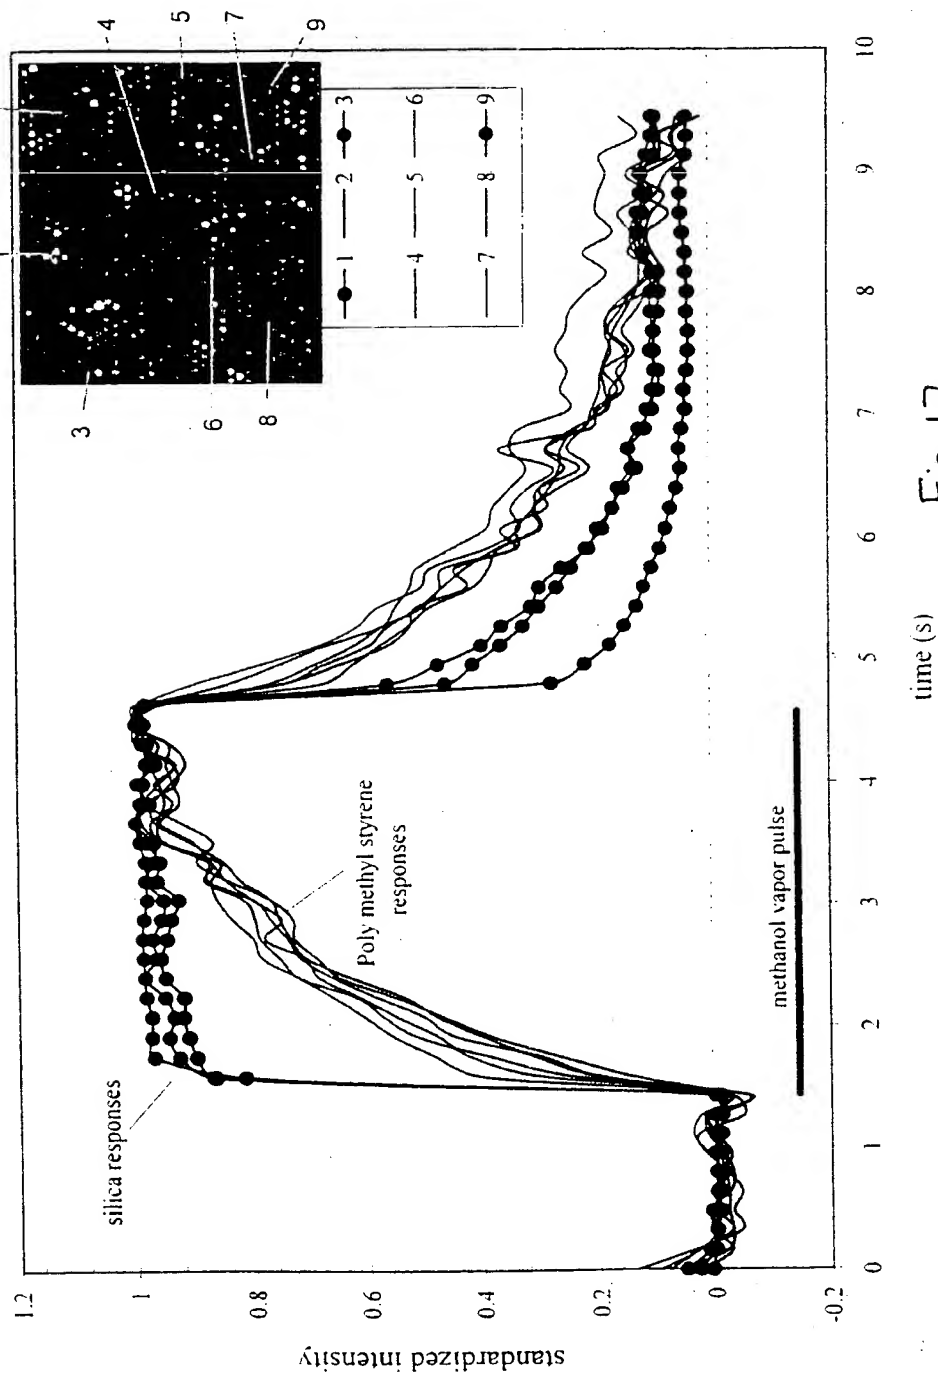 4
5
7
9
3
6
8
1 2 3
4 5 6
7 8 9
1.2
1
0.8
0.6
0.4
0.2
0
-0.2
standardized intensity
silica responses
Poly methyl styrene
responses
methanol vapor pulse
0 1 2 3 4 5 6 7 8 9 10
time (s)